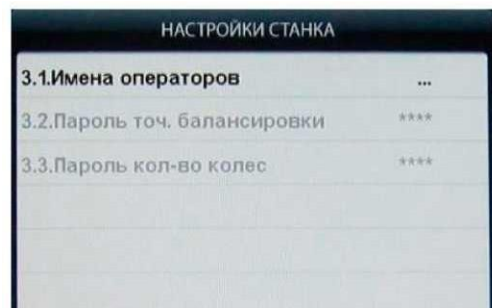 НАСТРОЙКИ СТАНКА
3.1.Имена операторов ...
3.2.Пароль точ. балансировки ****
3.3.Пароль кол-во колес ****